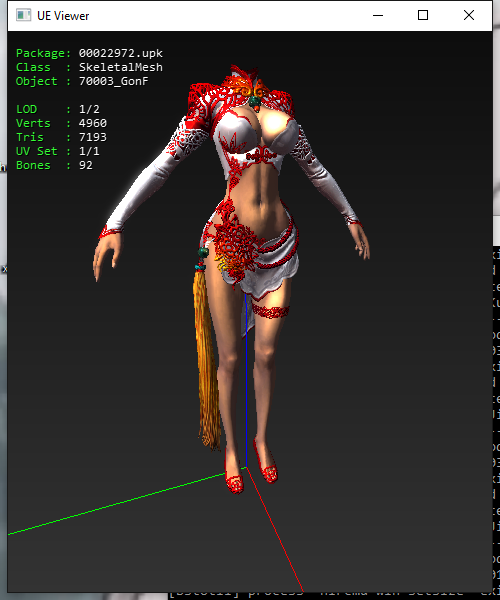 UE Viewer
Package: 00022972.upk
Class : SkeletalMesh
Object : 70003_GonF
LOD : 1/2
Verts : 4960
Tris : 7193
UV Set : 1/1
Bones : 92